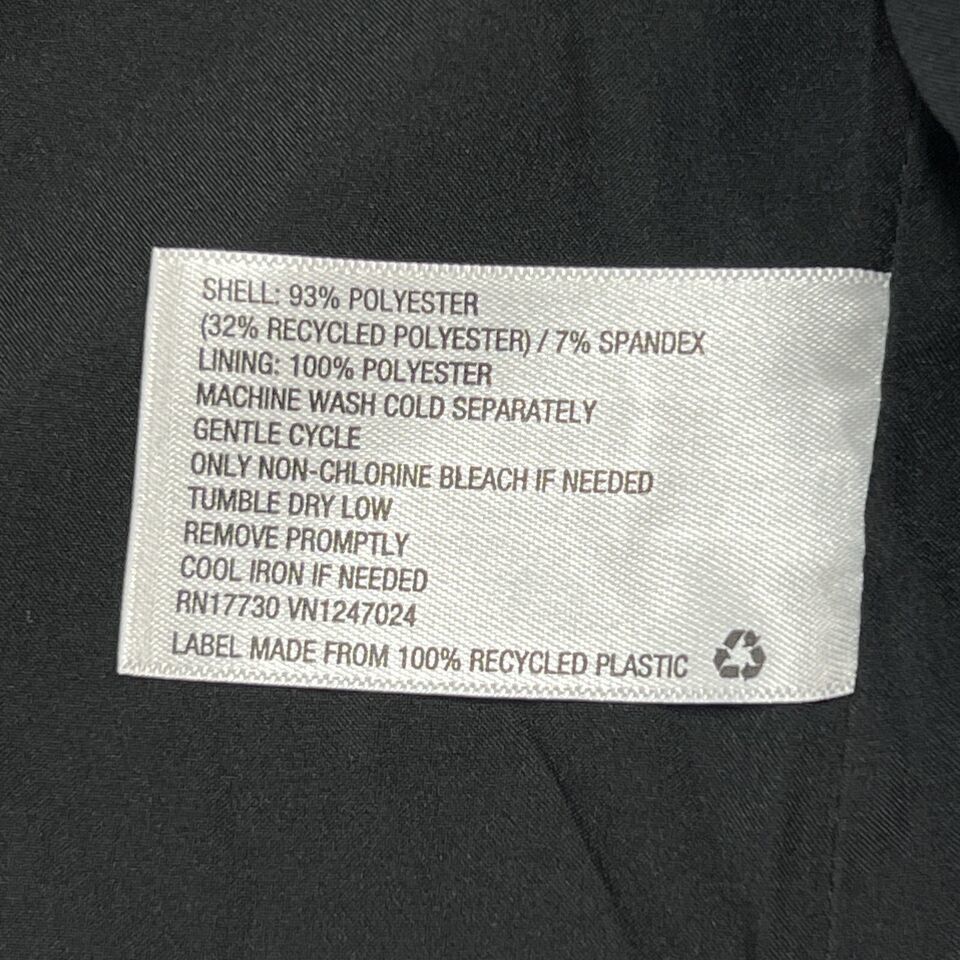 SHELL: 93% POLYESTER
(32% RECYCLED POLYESTER) / 7% SPANDEX
LINING: 100% POLYESTER
MACHINE WASH COLD SEPARATELY
GENTLE CYCLE
ONLY NON-CHLORINE BLEACH IF NEEDED
TUMBLE DRY LOW
REMOVE PROMPTLY
COOL IRON IF NEEDED
RN17730 VN1247024
LABEL MADE FROM 100% RECYCLED PLASTIC